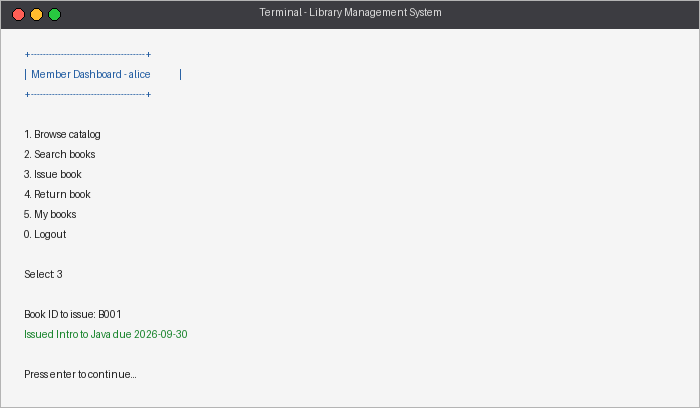 Terminal - Library Management System
+--------------------------------------+
| Member Dashboard - alice |
+--------------------------------------+
1. Browse catalog
2. Search books
3. Issue book
4. Return book
5. My books
0. Logout
Select: 3
Book ID to issue: B001
Issued Intro to Java due 2026-09-30
Press enter to continue...